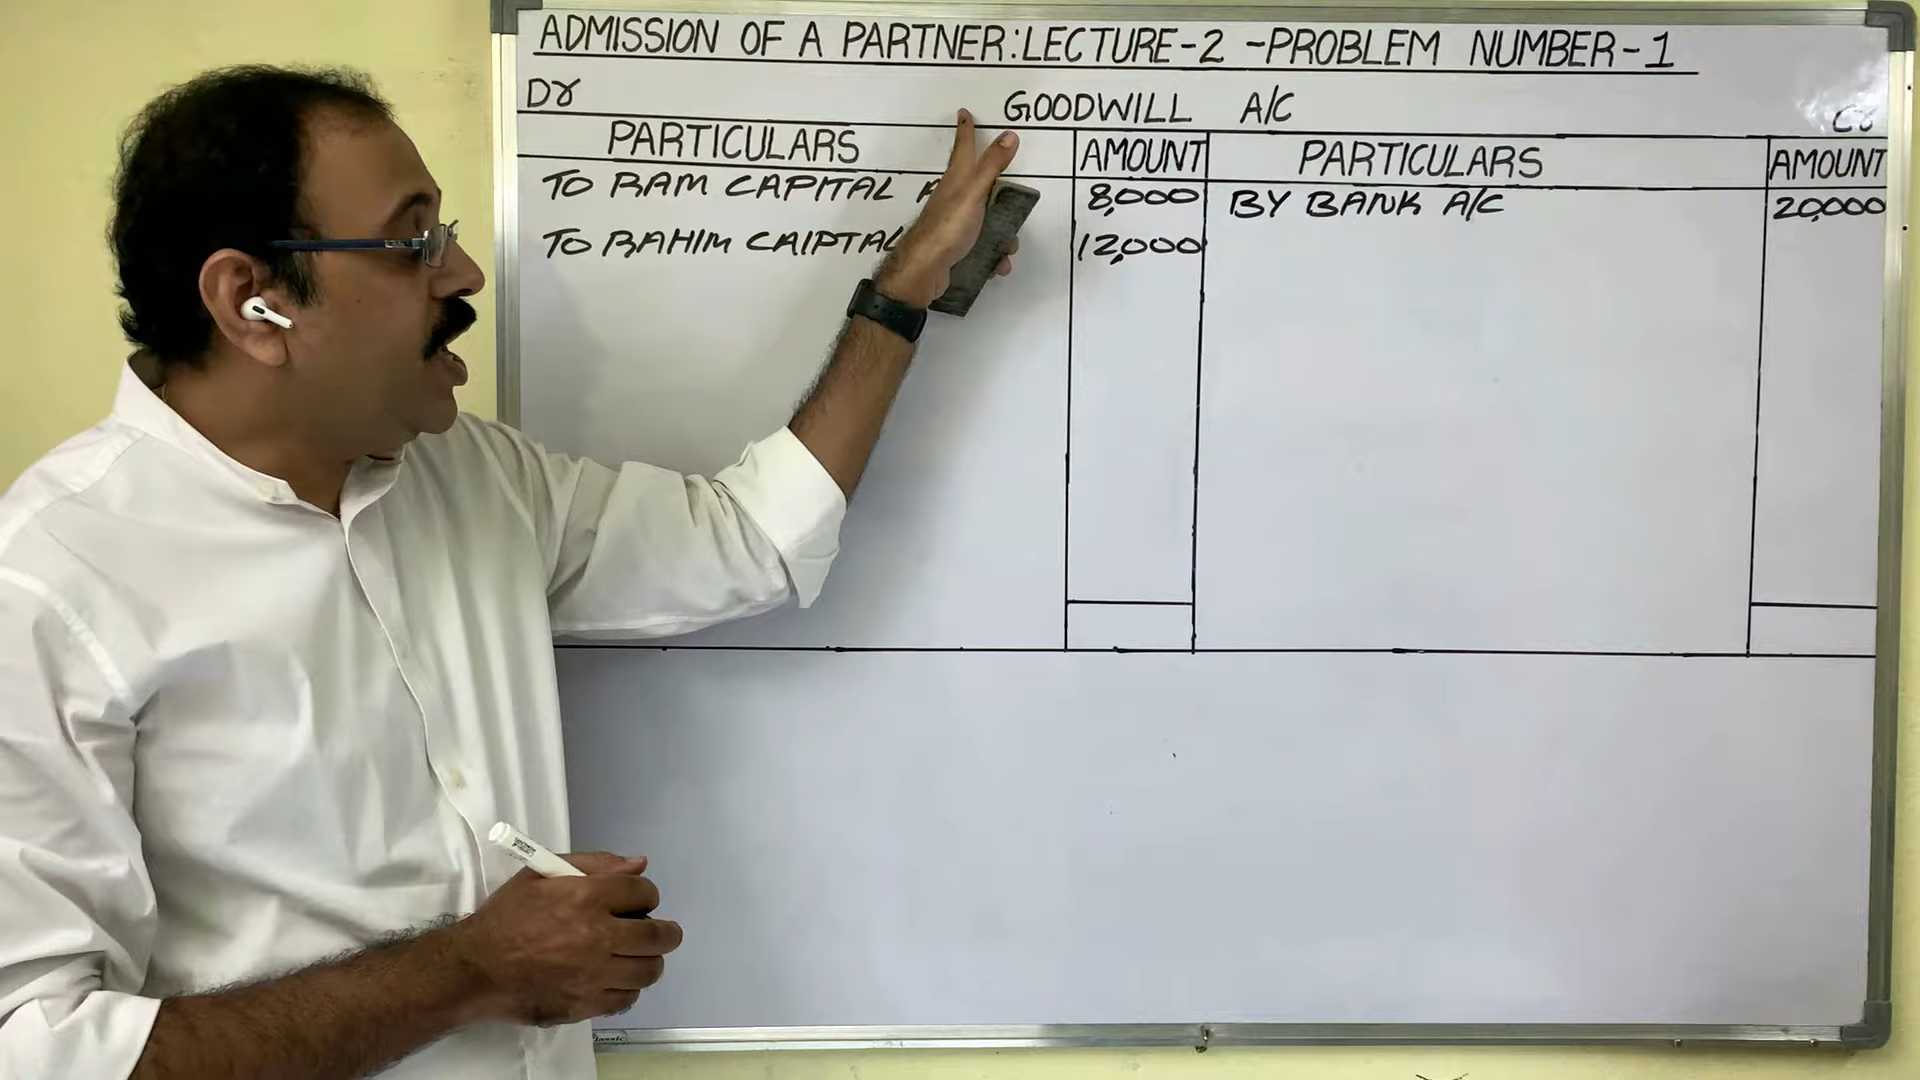 ADMISSION OF A PARTNER:LECTURE-2 -PROBLEM NUMBER-1
Dr GOODWILL A/C Cr
PARTICULARS AMOUNT PARTICULARS AMOUNT
TO RAM CAPITAL 8,000 BY BANK A/C 20,000
TO RAHIM CAIPTAL 12,000